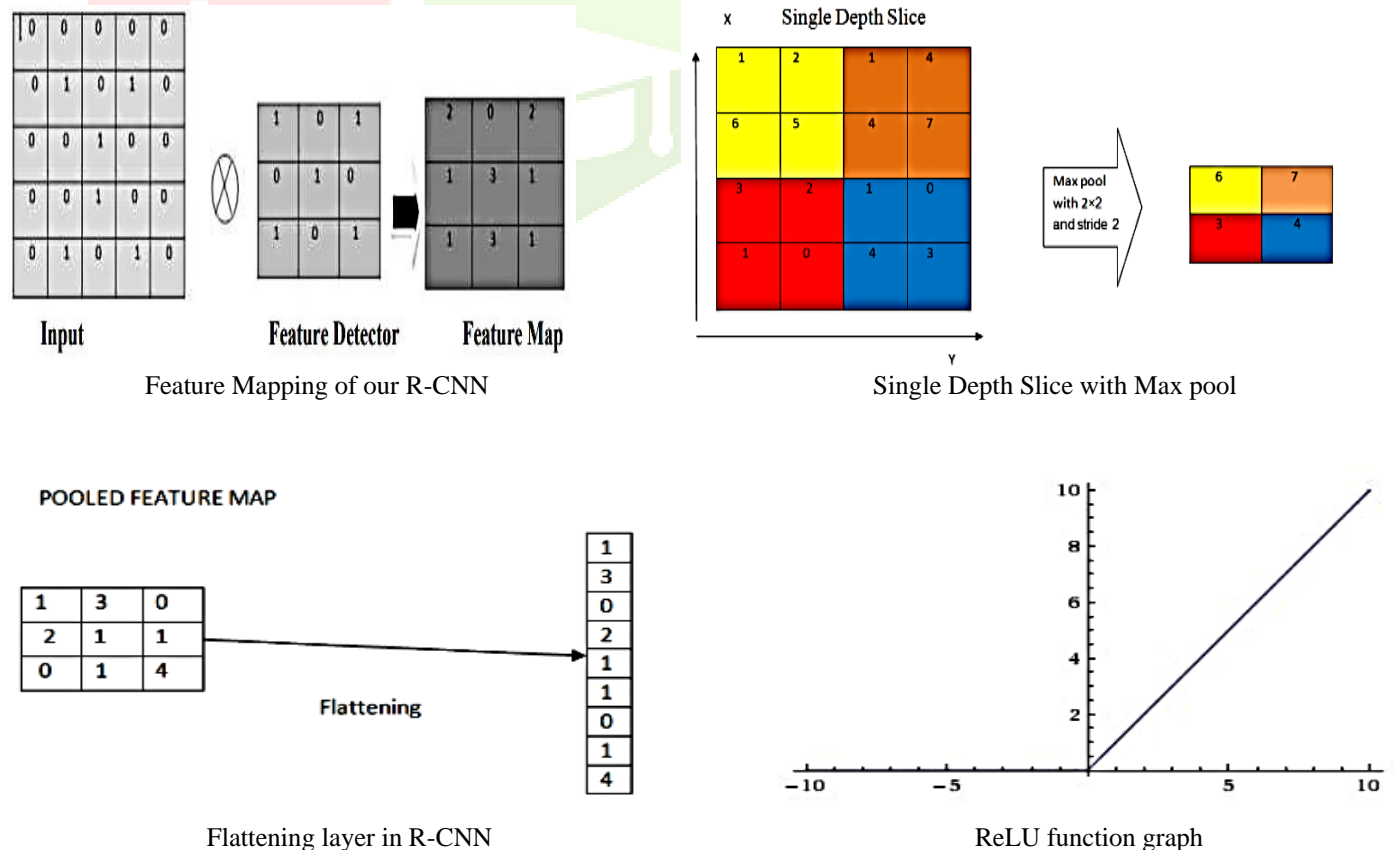 0 0 0 0 0
0 1 0 1 0
0 0 1 0 0
0 0 1 0 0
0 1 0 1 0
Input
1 0 1
0 1 0
1 0 1
Feature Detector
2 0 2
1 3 1
1 3 1
Feature Map
Feature Mapping of our R-CNN
X Single Depth Slice
1 2 1 4
6 5 4 7
3 2 1 0
1 0 4 3
Y
Max pool
with 2×2
and stride 2
6 7
3 4
Single Depth Slice with Max pool
POOLED FEATURE MAP
1 3 0
2 1 1
0 1 4
Flattening
1
3
0
2
1
1
0
1
4
Flattening layer in R-CNN
10
8
6
4
2
−10 −5 5 10
ReLU function graph